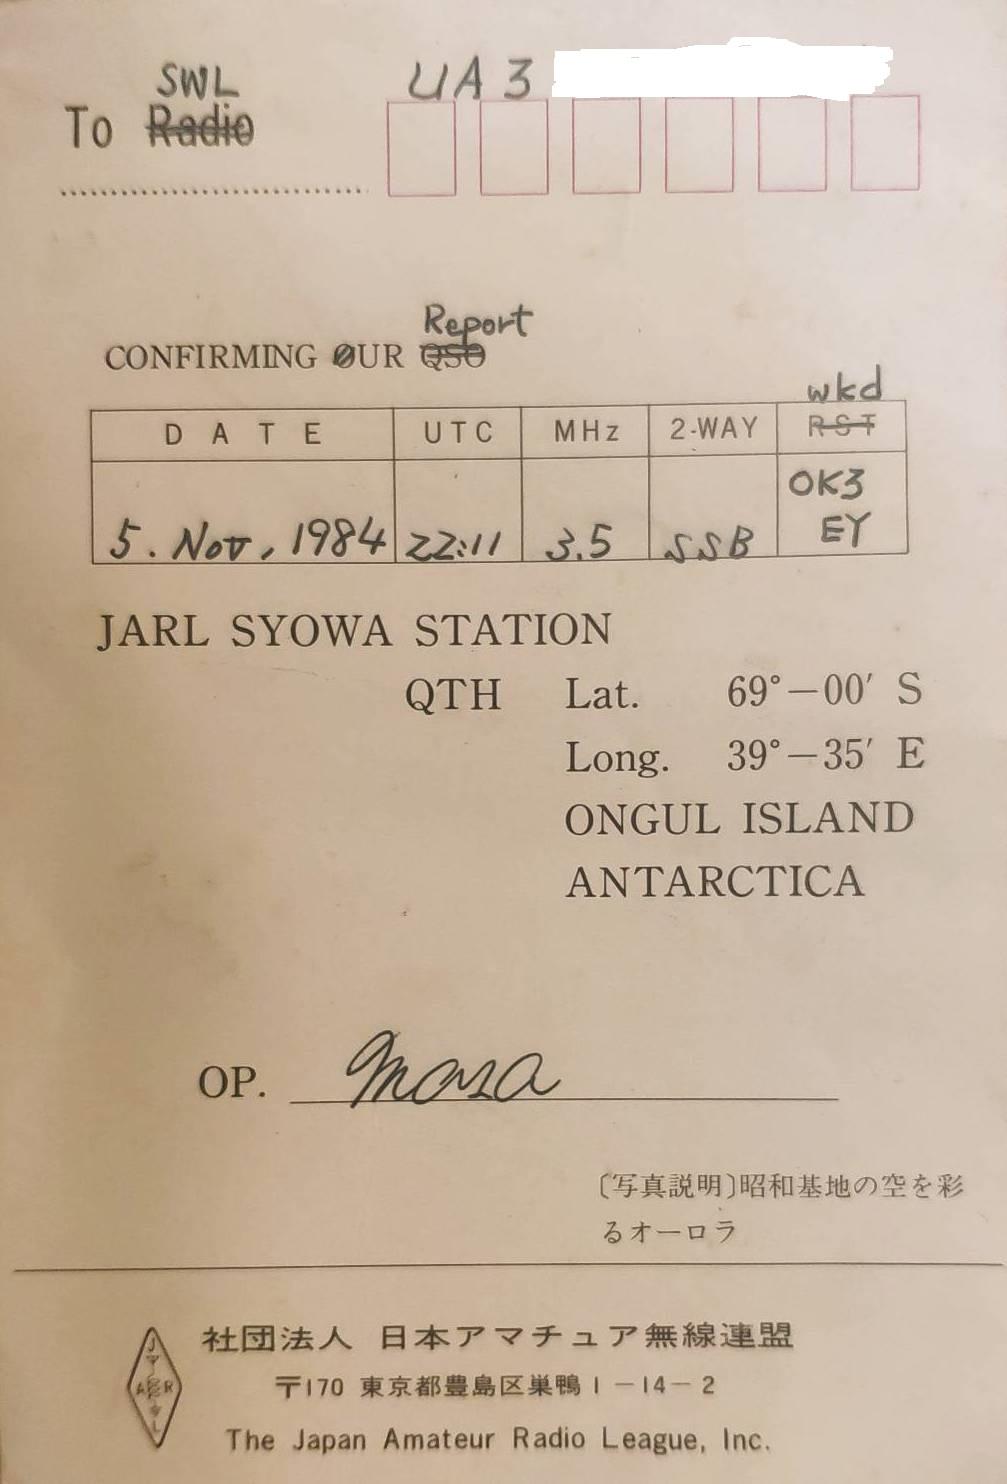 SWL
To Radio
UA3
Report
CONFIRMING OUR QSO
wkd
DATE UTC MHz 2-WAY RST
OK3
5. Nov, 1984 22:11 3.5 SSB EY
JARL SYOWA STATION
QTH Lat. 69°-00′ S
Long. 39°-35′ E
ONGUL ISLAND
ANTARCTICA
OP. Masa
〔写真説明〕昭和基地の空を彩
るオーロラ
社団法人 日本アマチュア無線連盟
〒170 東京都豊島区巣鴨1-14-2
The Japan Amateur Radio League, Inc.
JARL